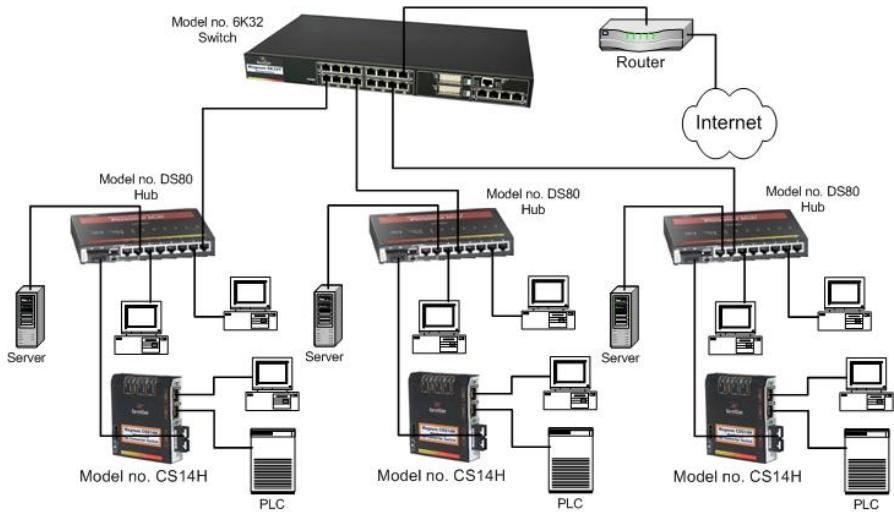 Model no. 6K32
Switch
Router
Internet
Model no. DS80
Hub
Model no. DS80
Hub
Model no. DS80
Hub
Server
Server
Server
Model no. CS14H
PLC
Model no. CS14H
PLC
Model no. CS14H
PLC